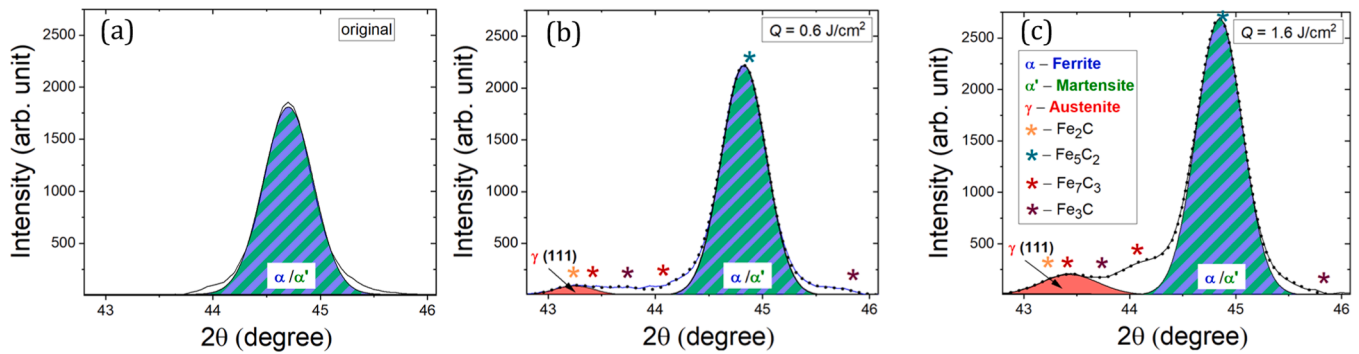 (a)
original
Intensity (arb. unit)
2500
2000
1500
1000
500
α /α'
43
44
45
46
2θ (degree)
(b)
Q = 0.6 J/cm²
Intensity (arb. unit)
2500
2000
1500
1000
500
γ (111)
* * * *
*
*
α /α'
43
44
45
46
2θ (degree)
(c)
Q = 1.6 J/cm²
Intensity (arb. unit)
2500
2000
1500
1000
500
α – Ferrite
α' – Martensite
γ – Austenite
* – Fe₂C
* – Fe₅C₂
* – Fe₇C₃
* – Fe₃C
γ (111)
* * * *
*
*
α /α'
43
44
45
46
2θ (degree)